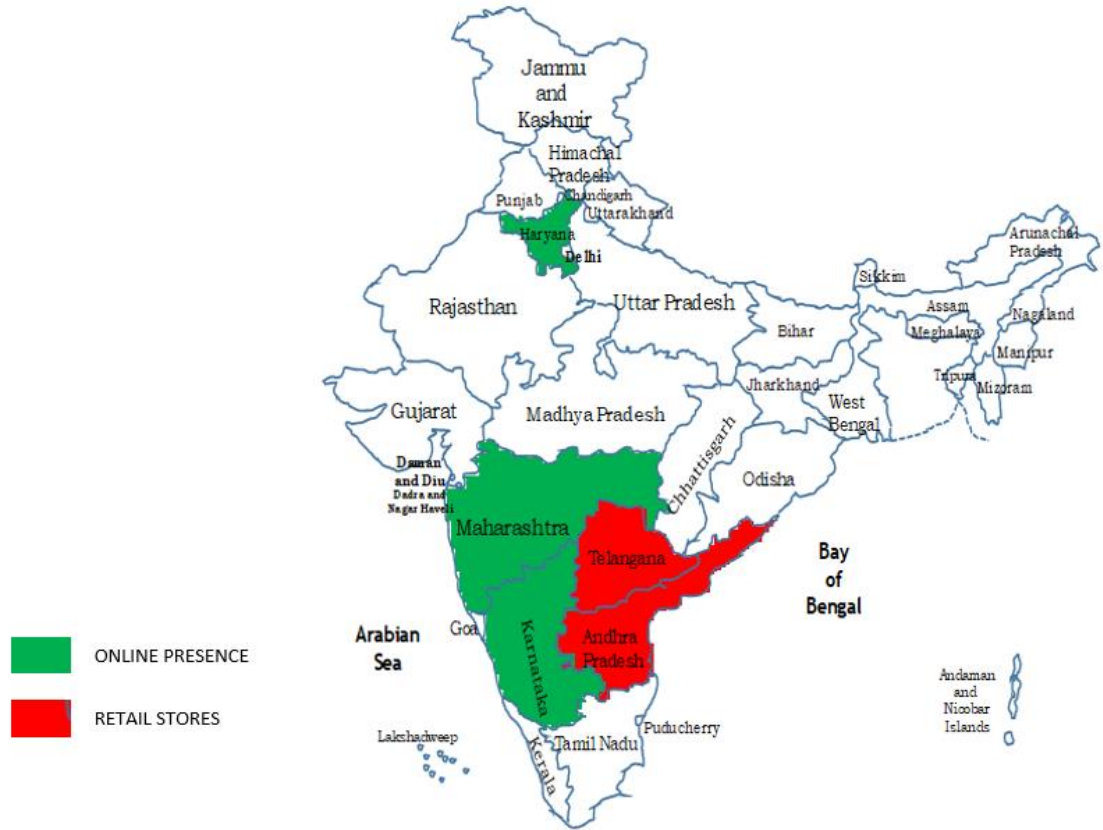 Jammu
and
Kashmir
Himachal
Pradesh
Punjab
Chandigarh
Uttarakhand
Haryana
Delhi
Arunachal
Pradesh
Sikkim
Rajasthan
Uttar Pradesh
Assam
Nagaland
Bihar
Meghalaya
Manipur
Jharkhand
Tripura
Mizoram
Gujarat
Madhya Pradesh
West
Bengal
Chhattisgarh
Daman
and Diu
Dadra and
Nagar Haveli
Odisha
Maharashtra
Telangana
Bay
of
Bengal
Goa
Karnataka
Arabian
Sea
Andhra
Pradesh
ONLINE PRESENCE
RETAIL STORES
Andaman
and
Nicobar
Islands
Lakshadweep
Kerala
Tamil Nadu
Puducherry